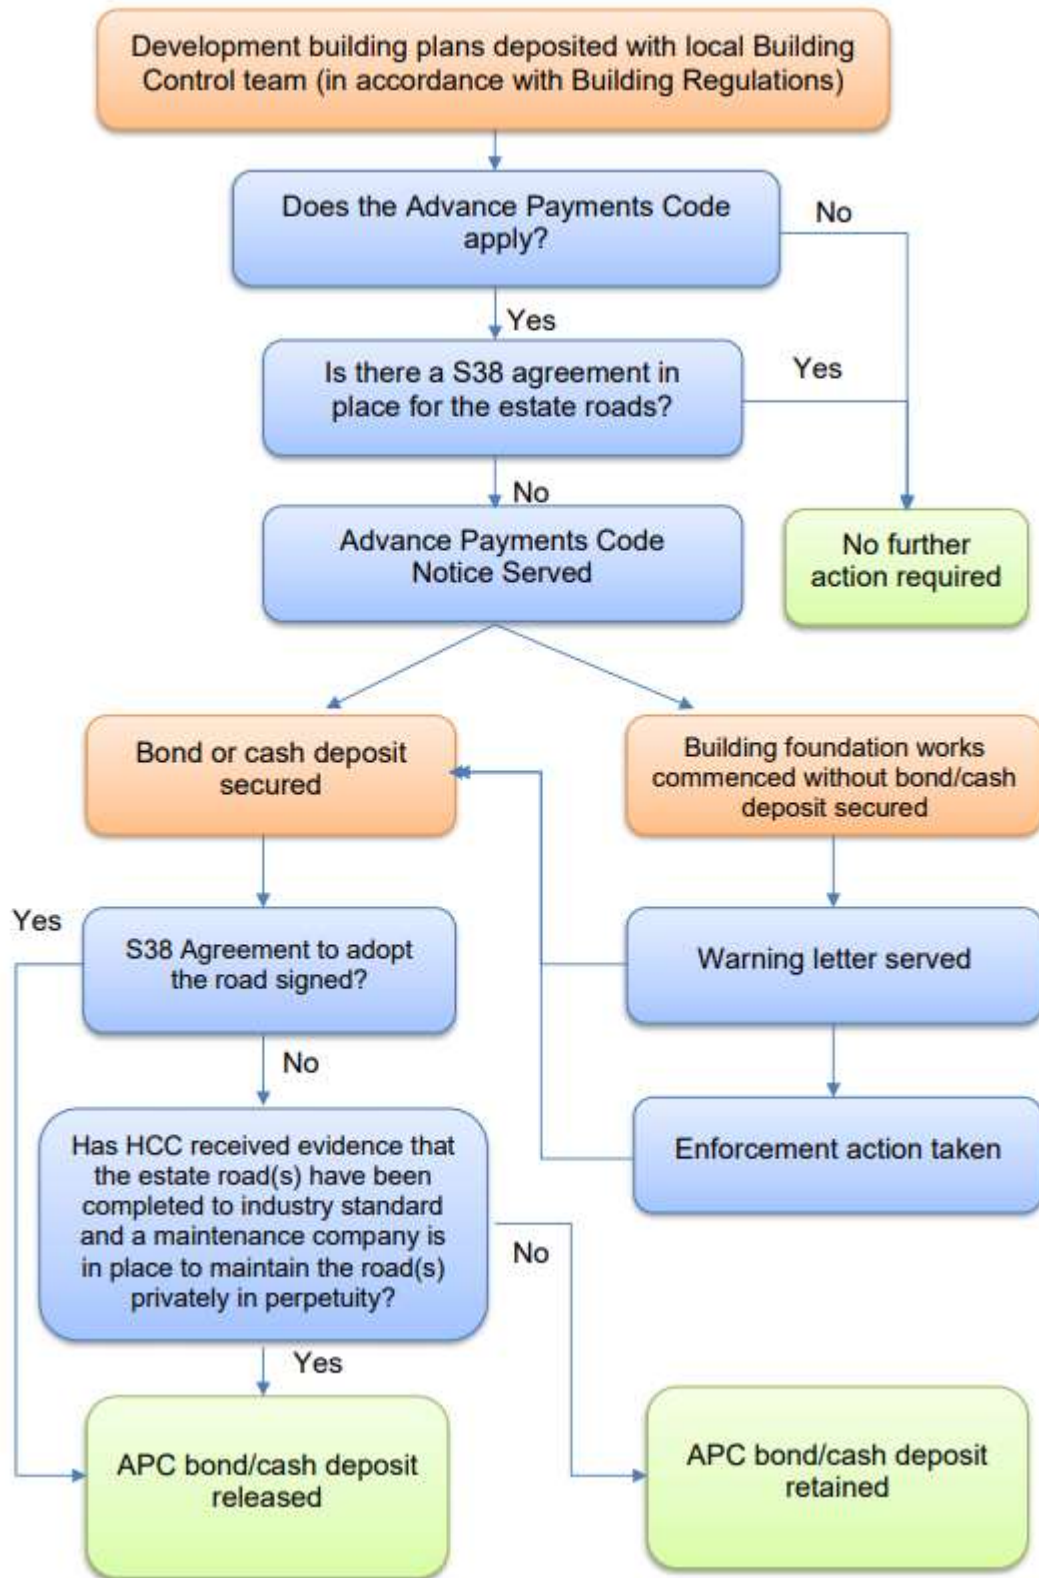 Development building plans deposited with local Building
Control team (in accordance with Building Regulations)
Does the Advance Payments Code
apply?
No
Yes
Is there a S38 agreement in
place for the estate roads?
Yes
No
Advance Payments Code
Notice Served
No further
action required
Bond or cash deposit
secured
Building foundation works
commenced without bond/cash
deposit secured
Yes
S38 Agreement to adopt
the road signed?
Warning letter served
No
Has HCC received evidence that
the estate road(s) have been
completed to industry standard
and a maintenance company is
in place to maintain the road(s)
privately in perpetuity?
Enforcement action taken
No
Yes
APC bond/cash deposit
released
APC bond/cash deposit
retained